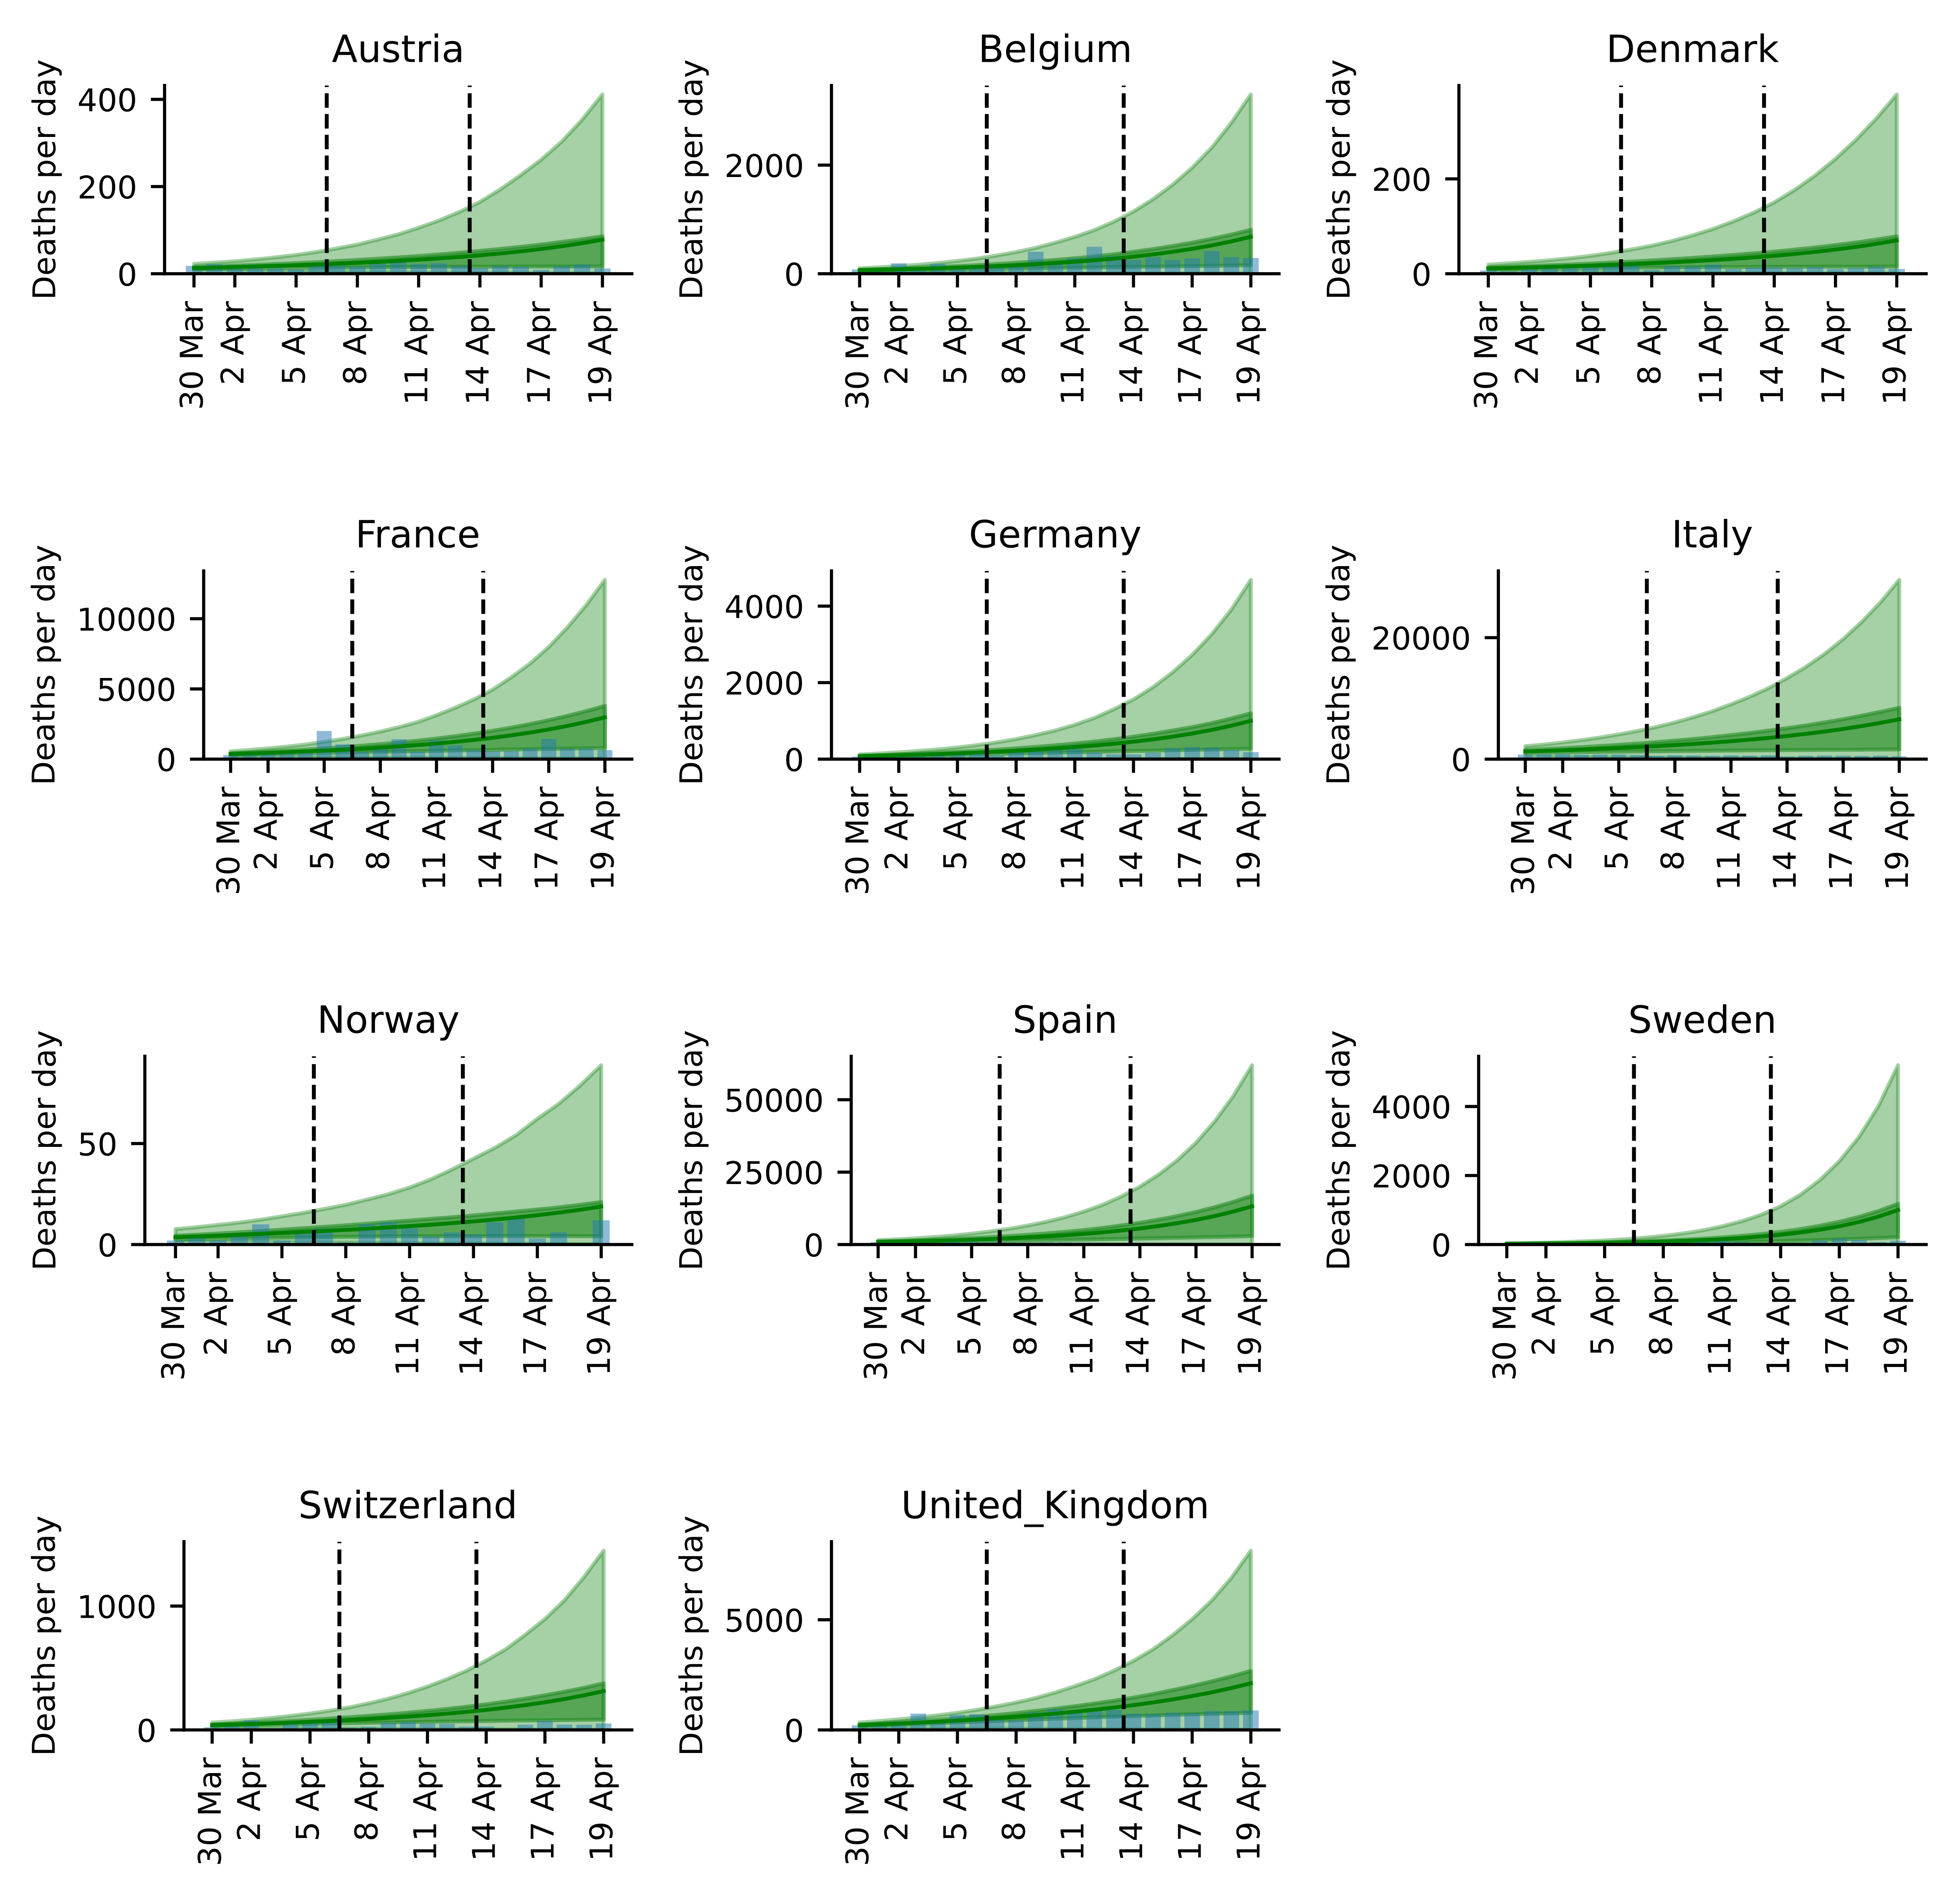 Austria
Deaths per day
400
200
0
30 Mar
2 Apr
5 Apr
8 Apr
11 Apr
14 Apr
17 Apr
19 Apr
Belgium
Deaths per day
2000
0
30 Mar
2 Apr
5 Apr
8 Apr
11 Apr
14 Apr
17 Apr
19 Apr
Denmark
Deaths per day
200
0
30 Mar
2 Apr
5 Apr
8 Apr
11 Apr
14 Apr
17 Apr
19 Apr
France
Deaths per day
10000
5000
0
30 Mar
2 Apr
5 Apr
8 Apr
11 Apr
14 Apr
17 Apr
19 Apr
Germany
Deaths per day
4000
2000
0
30 Mar
2 Apr
5 Apr
8 Apr
11 Apr
14 Apr
17 Apr
19 Apr
Italy
Deaths per day
20000
0
30 Mar
2 Apr
5 Apr
8 Apr
11 Apr
14 Apr
17 Apr
19 Apr
Norway
Deaths per day
50
0
30 Mar
2 Apr
5 Apr
8 Apr
11 Apr
14 Apr
17 Apr
19 Apr
Spain
Deaths per day
50000
25000
0
30 Mar
2 Apr
5 Apr
8 Apr
11 Apr
14 Apr
17 Apr
19 Apr
Sweden
Deaths per day
4000
2000
0
30 Mar
2 Apr
5 Apr
8 Apr
11 Apr
14 Apr
17 Apr
19 Apr
Switzerland
Deaths per day
1000
0
30 Mar
2 Apr
5 Apr
8 Apr
11 Apr
14 Apr
17 Apr
19 Apr
United_Kingdom
Deaths per day
5000
0
30 Mar
2 Apr
5 Apr
8 Apr
11 Apr
14 Apr
17 Apr
19 Apr